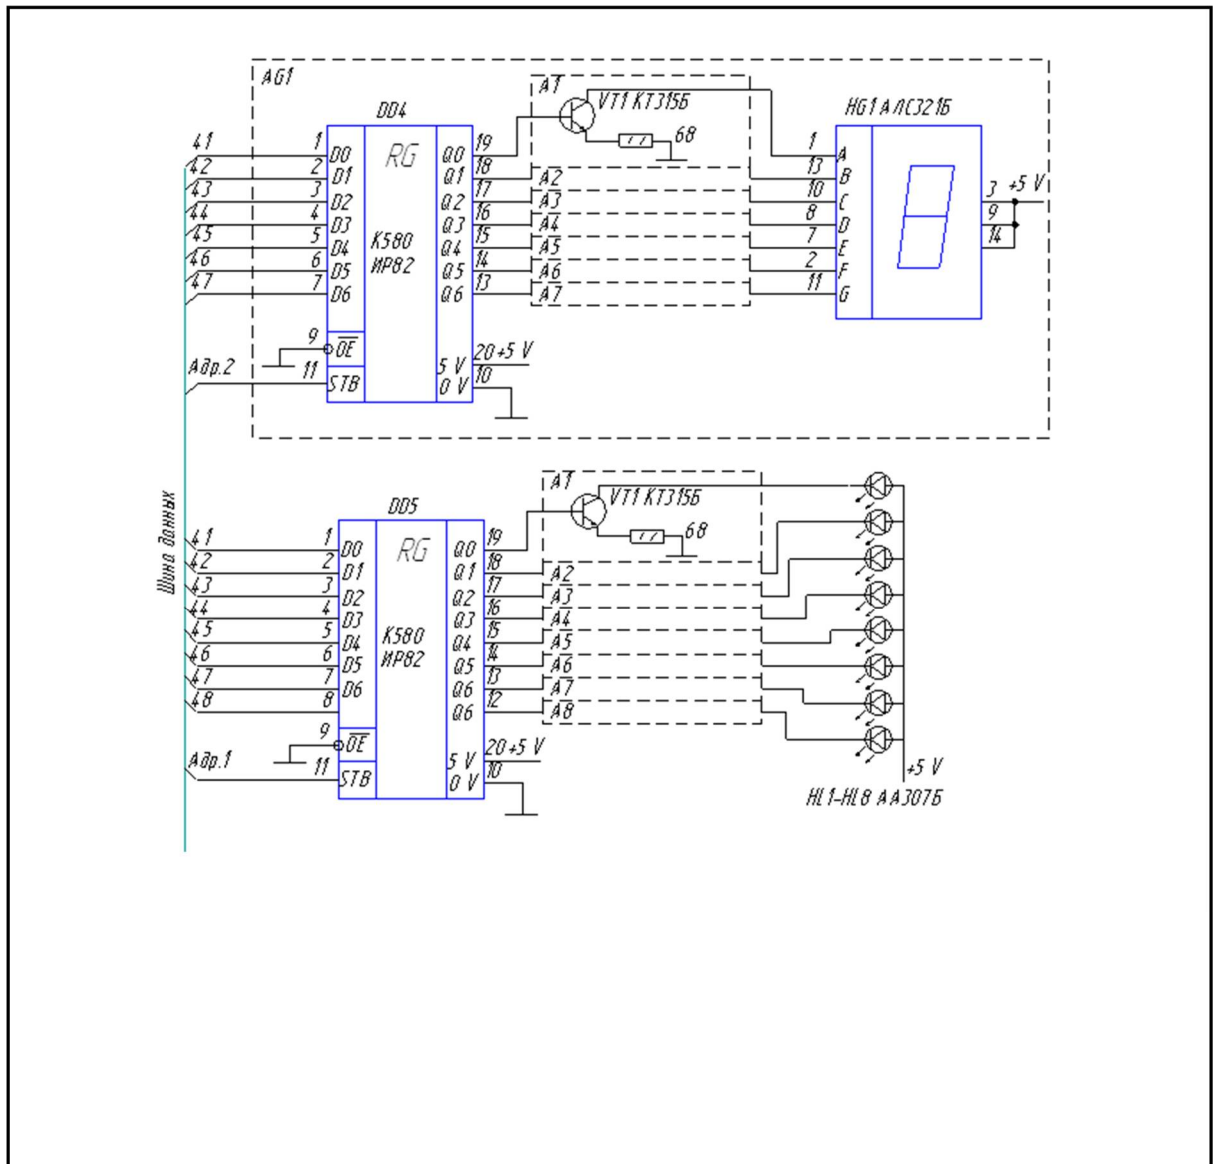 AG1
A1
VT1 КТ315Б
68
DD4
HG1 АЛС321Б
41 1 D0 RG Q0 19 1 A
42 2 D1 Q1 18 A2 13 B
43 3 D2 Q2 17 A3 10 C 3 +5 V
44 4 D3 Q3 16 A4 8 D 9
45 5 D4 К580 Q4 15 A5 7 E 14
46 6 D5 ИР82 Q5 14 A6 2 F
47 7 D6 Q6 13 A7 11 G
9 OE
5 V 20 +5 V
Адр.2 11 STB 0 V 10
Шина данных
A1
VT1 КТ315Б
68
DD5
41 1 D0 RG Q0 19
42 2 D1 Q1 18 A2
43 3 D2 Q2 17 A3
44 4 D3 Q3 16 A4
45 5 D4 К580 Q4 15 A5
46 6 D5 ИР82 Q5 14 A6
47 7 D6 Q6 13 A7
48 8 Q6 12 A8
9 OE
5 V 20 +5 V
Адр.1 11 STB 0 V 10
+5 V
HL1-HL8 АА307Б